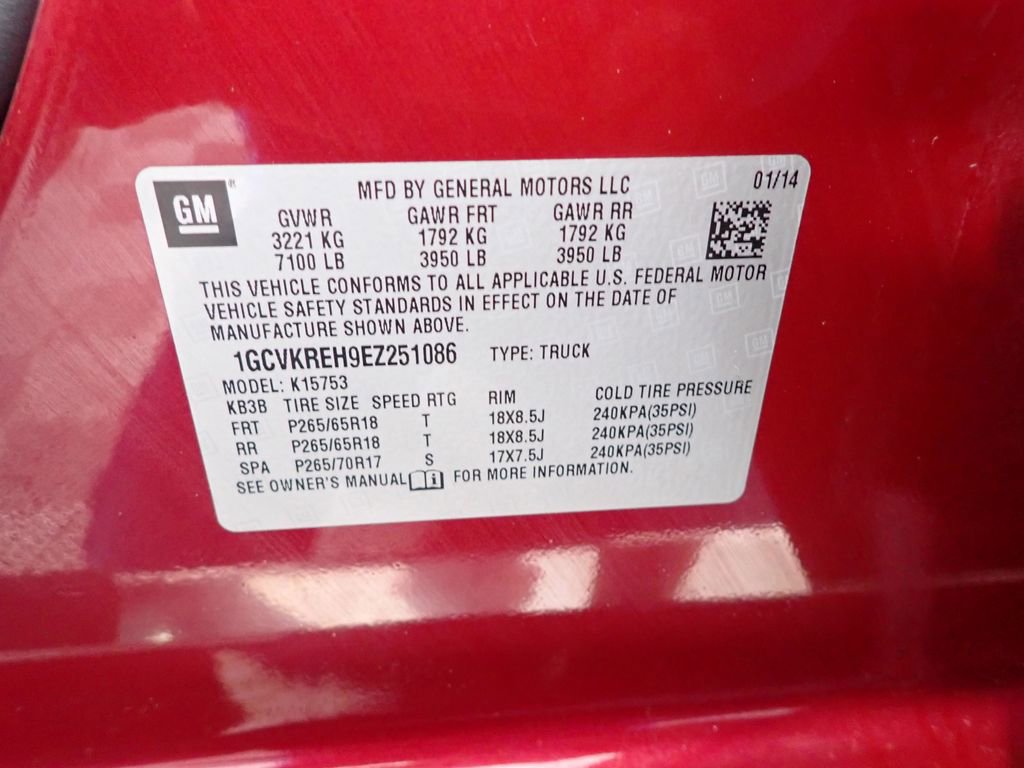 GM®
MFD BY GENERAL MOTORS LLC 01/14
GVWR GAWR FRT GAWR RR
3221 KG 1792 KG 1792 KG
7100 LB 3950 LB 3950 LB
THIS VEHICLE CONFORMS TO ALL APPLICABLE U.S. FEDERAL MOTOR
VEHICLE SAFETY STANDARDS IN EFFECT ON THE DATE OF
MANUFACTURE SHOWN ABOVE.
1GCVKREH9EZ251086 TYPE: TRUCK
MODEL: K15753
KB3B TIRE SIZE SPEED RTG RIM COLD TIRE PRESSURE
FRT P265/65R18 T 18X8.5J 240KPA(35PSI)
RR P265/65R18 T 18X8.5J 240KPA(35PSI)
SPA P265/70R17 S 17X7.5J 240KPA(35PSI)
SEE OWNER'S MANUAL i FOR MORE INFORMATION.